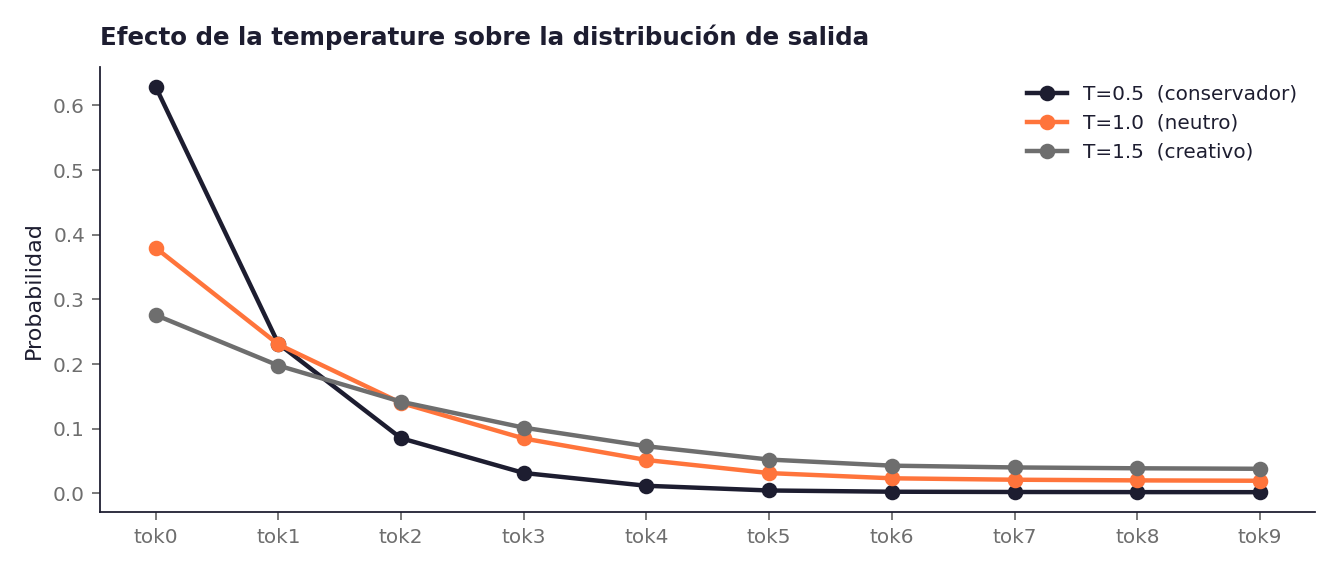 Efecto de la temperature sobre la distribución de salida
T=0.5  (conservador)
T=1.0  (neutro)
T=1.5  (creativo)
Probabilidad
0.6
0.5
0.4
0.3
0.2
0.1
0.0
tok0 tok1 tok2 tok3 tok4 tok5 tok6 tok7 tok8 tok9